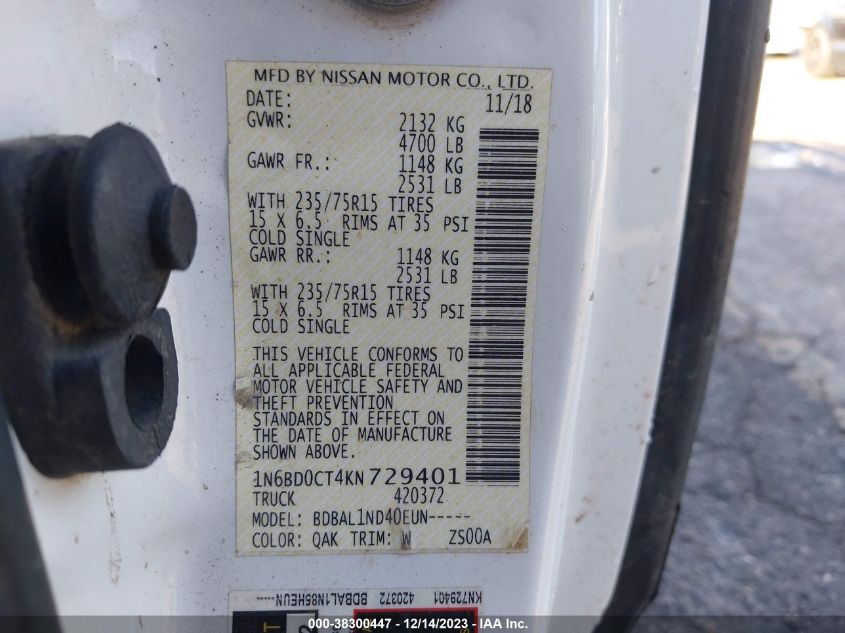 MFD BY NISSAN MOTOR CO., LTD.
DATE: 11/18
GVWR: 2132 KG
4700 LB
GAWR FR.: 1148 KG
2531 LB
WITH 235/75R15 TIRES
15 X 6.5 RIMS AT 35 PSI
COLD SINGLE
GAWR RR.: 1148 KG
2531 LB
WITH 235/75R15 TIRES
15 X 6.5 RIMS AT 35 PSI
COLD SINGLE
THIS VEHICLE CONFORMS TO
ALL APPLICABLE FEDERAL
MOTOR VEHICLE SAFETY AND
THEFT PREVENTION
STANDARDS IN EFFECT ON
THE DATE OF MANUFACTURE
SHOWN ABOVE.
1N6BD0CT4KN729401
TRUCK 420372
MODEL: BDBAL1ND40EUN-----
COLOR: QAK TRIM: W ZS00A
KN729401 420372 BDBAL1N85HEUN-----
000-38300447 - 12/14/2023 - IAA Inc.